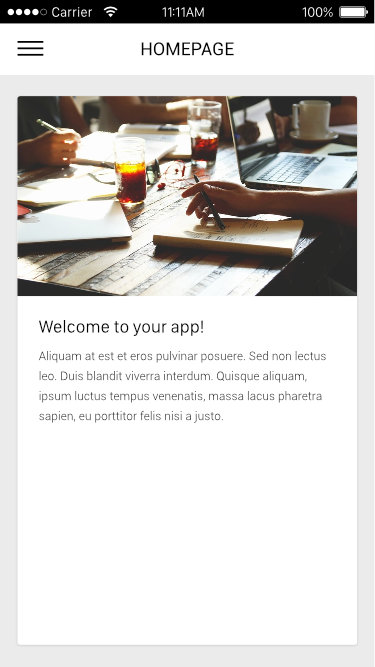 Carrier 11:11AM 100%
HOMEPAGE
Welcome to your app!
Aliquam at est et eros pulvinar posuere. Sed non lectus
leo. Duis blandit viverra interdum. Quisque aliquam,
ipsum luctus tempus venenatis, massa lacus pharetra
sapien, eu porttitor felis nisi a justo.